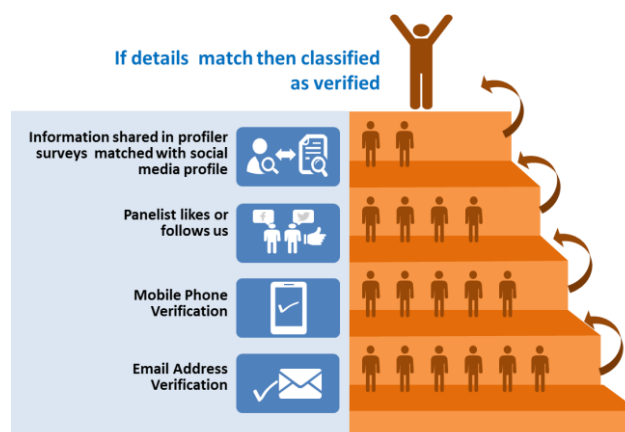 If details match then classified
as verified
Information shared in profiler
surveys matched with social
media profile
Panelist likes or
follows us
Mobile Phone
Verification
Email Address
Verification